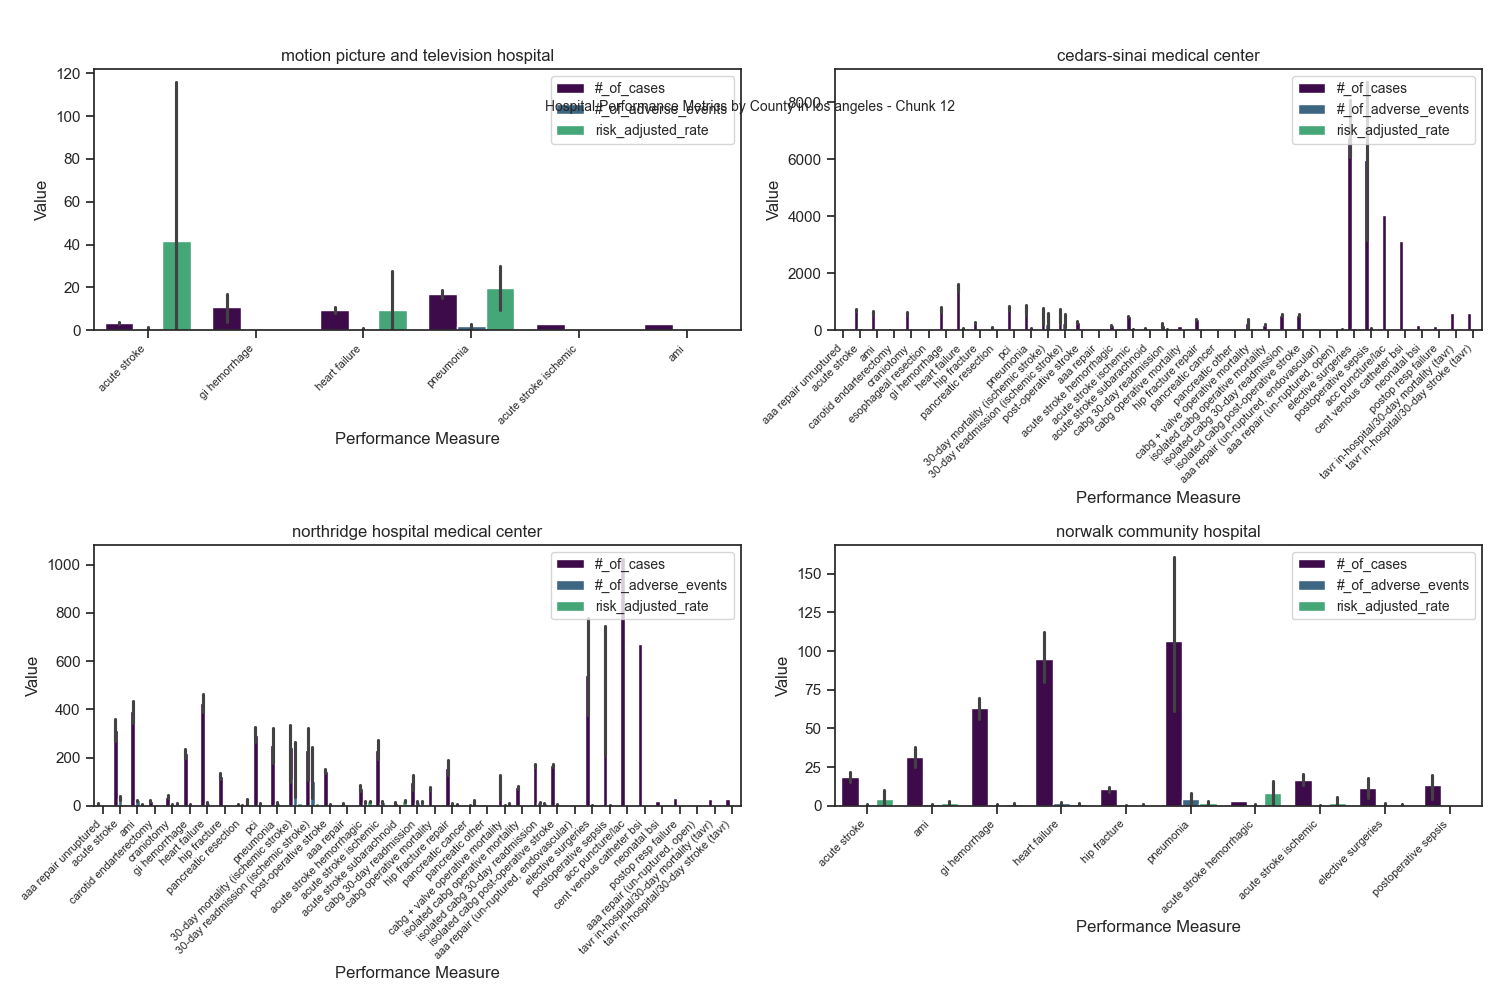 motion picture and television hospital
120
100
80
60
40
20
0
Value
#_of_cases
#_of_adverse_events
risk_adjusted_rate
acute stroke
gi hemorrhage
heart failure
pneumonia
acute stroke ischemic
ami
Performance Measure
Hospital Performance Metrics by County in los angeles - Chunk 12
cedars-sinai medical center
8000
6000
4000
2000
0
Value
#_of_cases
#_of_adverse_events
risk_adjusted_rate
aaa repair unruptured
acute stroke
ami
carotid endarterectomy
craniotomy
esophageal resection
gi hemorrhage
heart failure
hip fracture
pancreatic resection
pci
pneumonia
30-day mortality (ischemic stroke)
30-day readmission (ischemic stroke)
post-operative stroke
aaa repair
acute stroke hemorrhagic
acute stroke ischemic
acute stroke subarachnoid
cabg 30-day readmission
cabg operative mortality
hip fracture repair
pancreatic cancer
pancreatic other
cabg + valve operative mortality
isolated cabg operative mortality
isolated cabg 30-day readmission
isolated cabg post-operative stroke
aaa repair (un-ruptured, endovascular)
aaa repair (un-ruptured, open)
elective surgeries
postoperative sepsis
acc puncture/lac
cent venous catheter bsi
neonatal bsi
postop resp failure
tavr in-hospital/30-day mortality (tavr)
tavr in-hospital/30-day stroke (tavr)
Performance Measure
northridge hospital medical center
1000
800
600
400
200
0
Value
#_of_cases
#_of_adverse_events
risk_adjusted_rate
aaa repair unruptured
acute stroke
ami
carotid endarterectomy
craniotomy
gi hemorrhage
heart failure
hip fracture
pancreatic resection
pci
pneumonia
30-day mortality (ischemic stroke)
30-day readmission (ischemic stroke)
post-operative stroke
aaa repair
acute stroke hemorrhagic
acute stroke ischemic
acute stroke subarachnoid
cabg 30-day readmission
cabg operative mortality
hip fracture repair
pancreatic cancer
pancreatic other
cabg + valve operative mortality
isolated cabg operative mortality
isolated cabg 30-day readmission
isolated cabg post-operative stroke
aaa repair (un-ruptured, endovascular)
elective surgeries
postoperative sepsis
acc puncture/lac
cent venous catheter bsi
neonatal bsi
postop resp failure
aaa repair (un-ruptured, open)
tavr in-hospital/30-day mortality (tavr)
tavr in-hospital/30-day stroke (tavr)
Performance Measure
norwalk community hospital
150
125
100
75
50
25
0
Value
#_of_cases
#_of_adverse_events
risk_adjusted_rate
acute stroke
ami
gi hemorrhage
heart failure
hip fracture
pneumonia
acute stroke hemorrhagic
acute stroke ischemic
elective surgeries
postoperative sepsis
Performance Measure